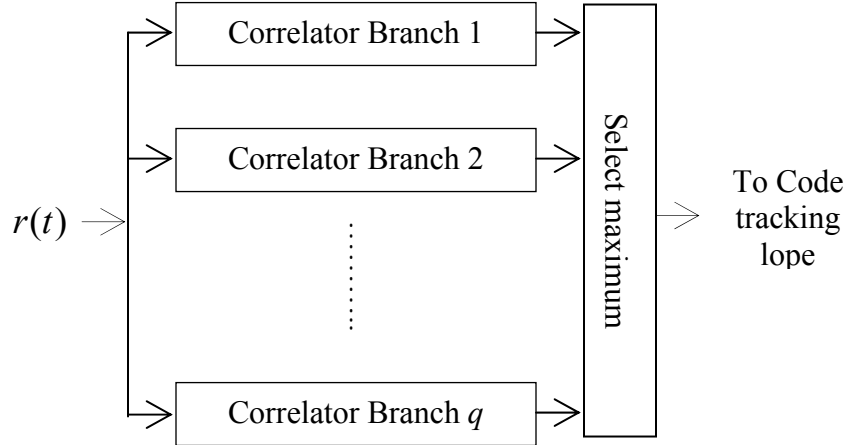 Correlator Branch 1
Correlator Branch 2
r(t)
Select maximum
To Code
tracking
lope
Correlator Branch q